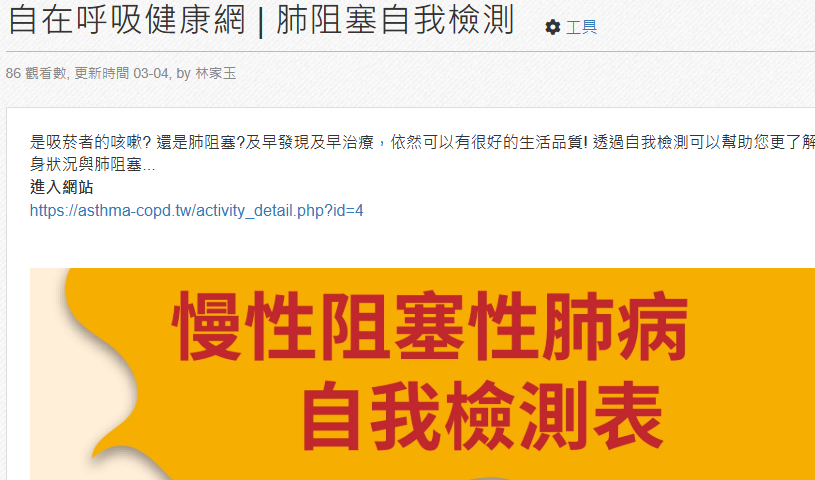 自在呼吸健康網 | 肺阻塞自我檢測 工具
86 觀看數, 更新時間 03-04, by 林家玉
是吸菸者的咳嗽? 還是肺阻塞?及早發現及早治療，依然可以有很好的生活品質! 透過自我檢測可以幫助您更了解
身狀況與肺阻塞...
進入網站
https://asthma-copd.tw/activity_detail.php?id=4
慢性阻塞性肺病
自我檢測表